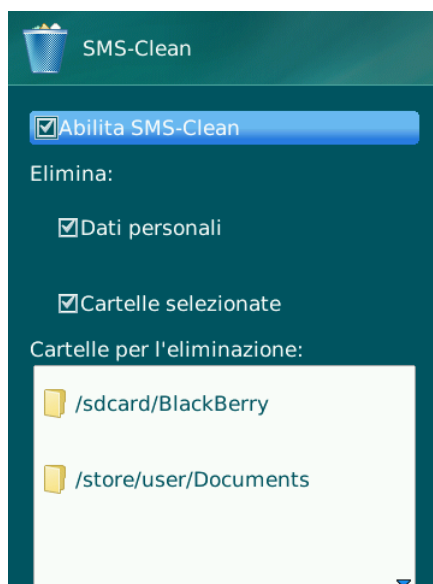 SMS-Clean
Abilita SMS-Clean
Elimina:
Dati personali
Cartelle selezionate
Cartelle per l'eliminazione:
/sdcard/BlackBerry
/store/user/Documents